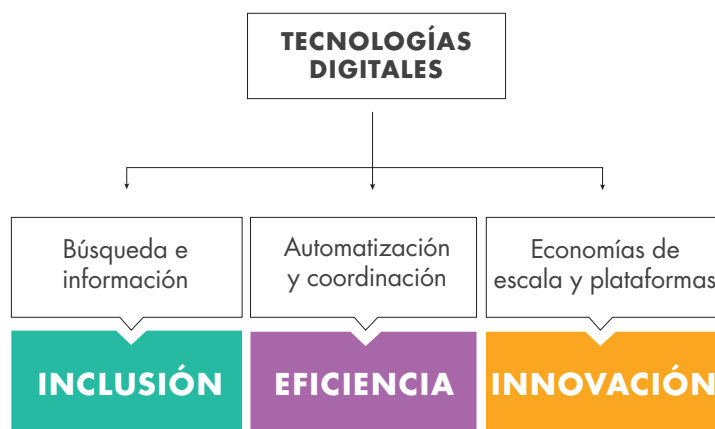 TECNOLOGÍAS
DIGITALES
Búsqueda e
información
Automatización
y coordinación
Economías de
escala y plataformas
INCLUSIÓN
EFICIENCIA
INNOVACIÓN